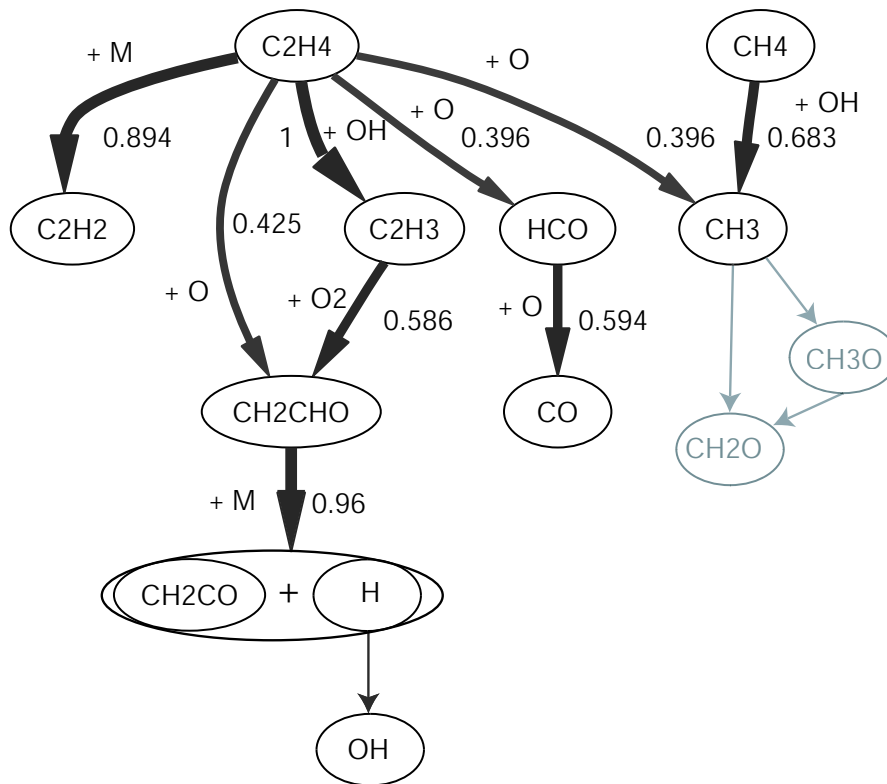 C2H4
CH4
+ M
+ O
+ O
+ OH
+ OH
0.894
1
0.396
0.396
0.683
C2H2
0.425
C2H3
HCO
CH3
+ O
+ O2
0.586
+ O
0.594
CH3O
CH2CHO
CO
CH2O
+ M
0.96
CH2CO + H
OH